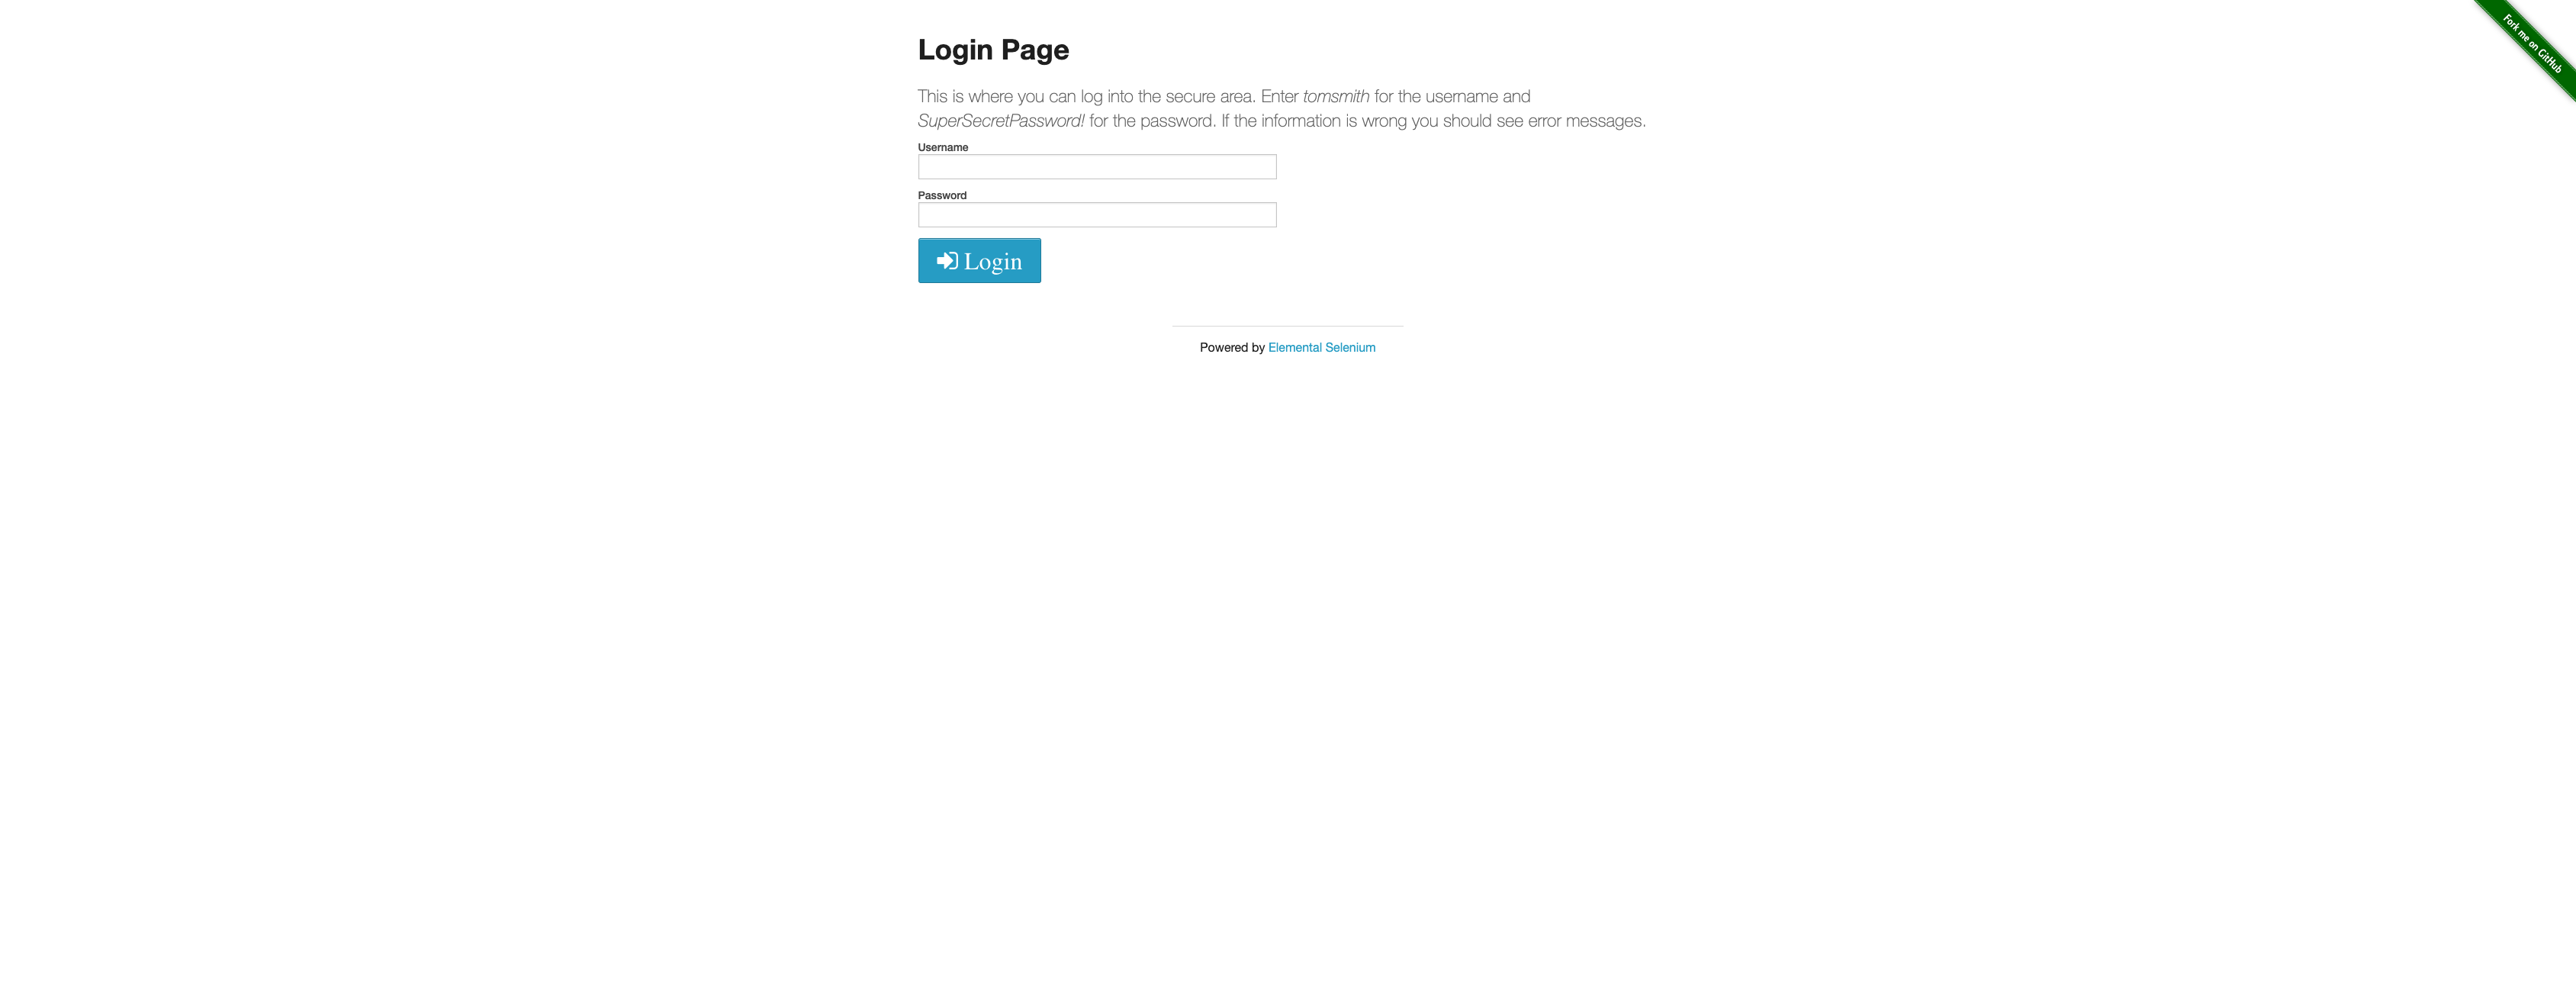 Fork me on GitHub
Login Page
This is where you can log into the secure area. Enter tomsmith for the username and
SuperSecretPassword! for the password. If the information is wrong you should see error messages.
Username
Password
Login
Powered by Elemental Selenium